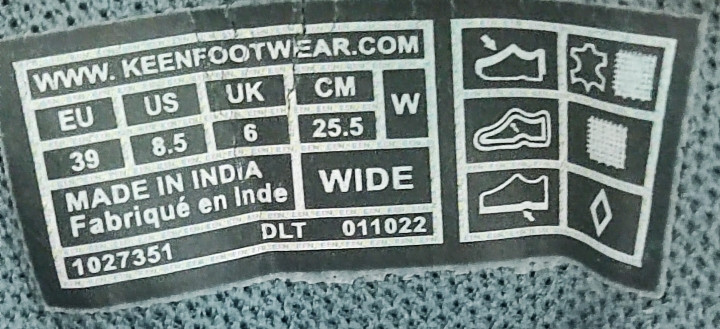 WWW. KEENFOOTWEAR.COM
EU US UK CM W
39 8.5 6 25.5
MADE IN INDIA
Fabriqué en Inde
WIDE
DLT 011022
1027351